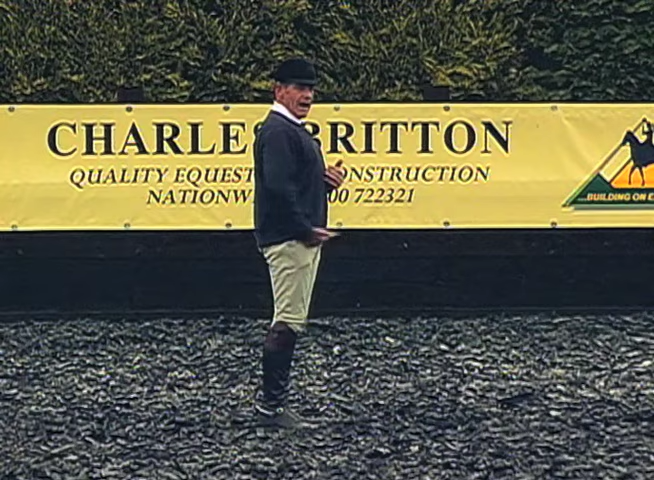 CHARLES BRITTON
QUALITY EQUEST CONSTRUCTION
NATIONW 00 722321
...BUILDING ON E